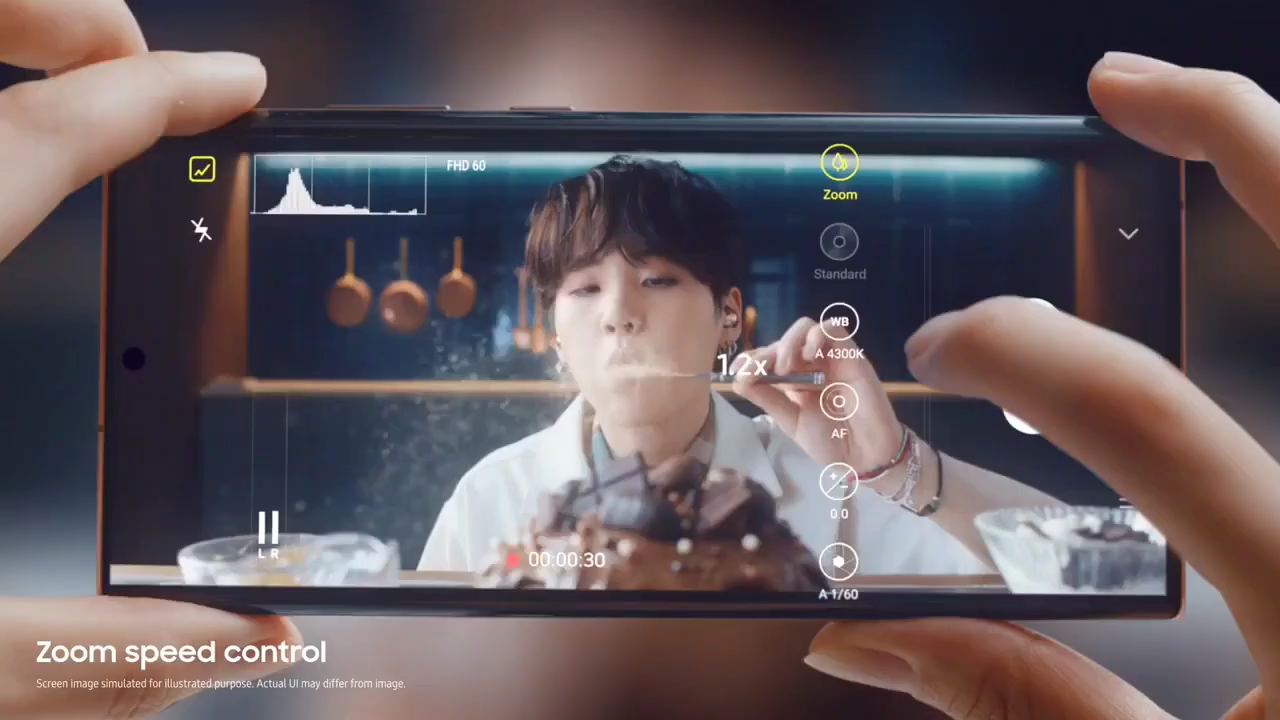 FHD 60
Zoom
Standard
WB
1.2x
A 4300K
AF
0.0
L R
00:00:30
A 1/60
Zoom speed control
Screen image simulated for illustrated purpose. Actual UI may differ from image.